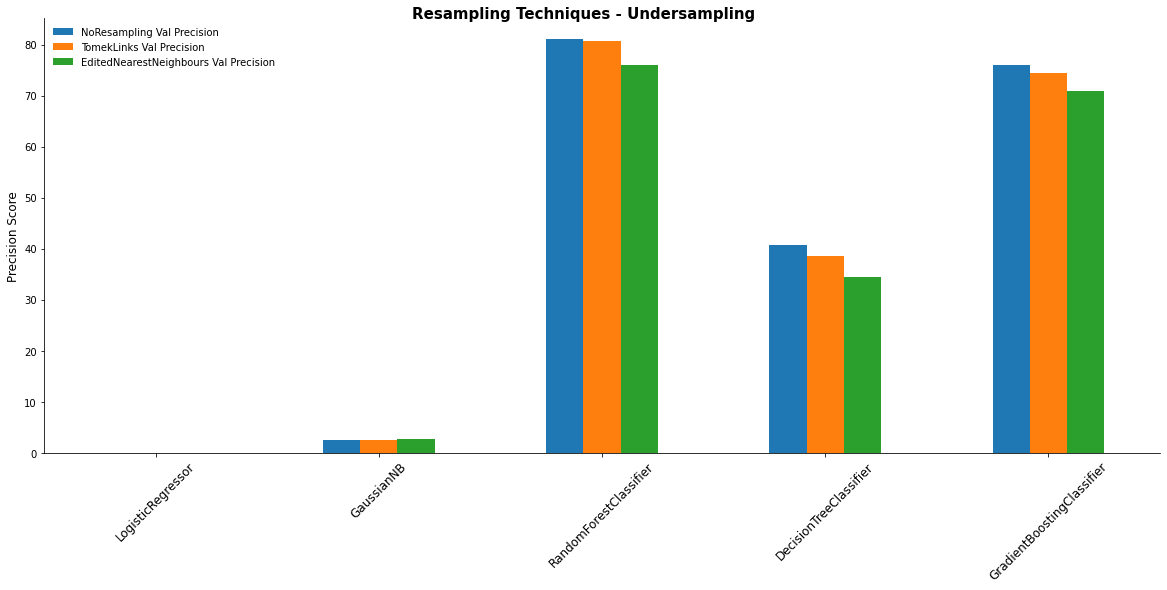 Resampling Techniques - Undersampling
NoResampling Val Precision
TomekLinks Val Precision
EditedNearestNeighbours Val Precision
Precision Score
80
70
60
50
40
30
20
10
0
LogisticRegressor
GaussianNB
RandomForestClassifier
DecisionTreeClassifier
GradientBoostingClassifier